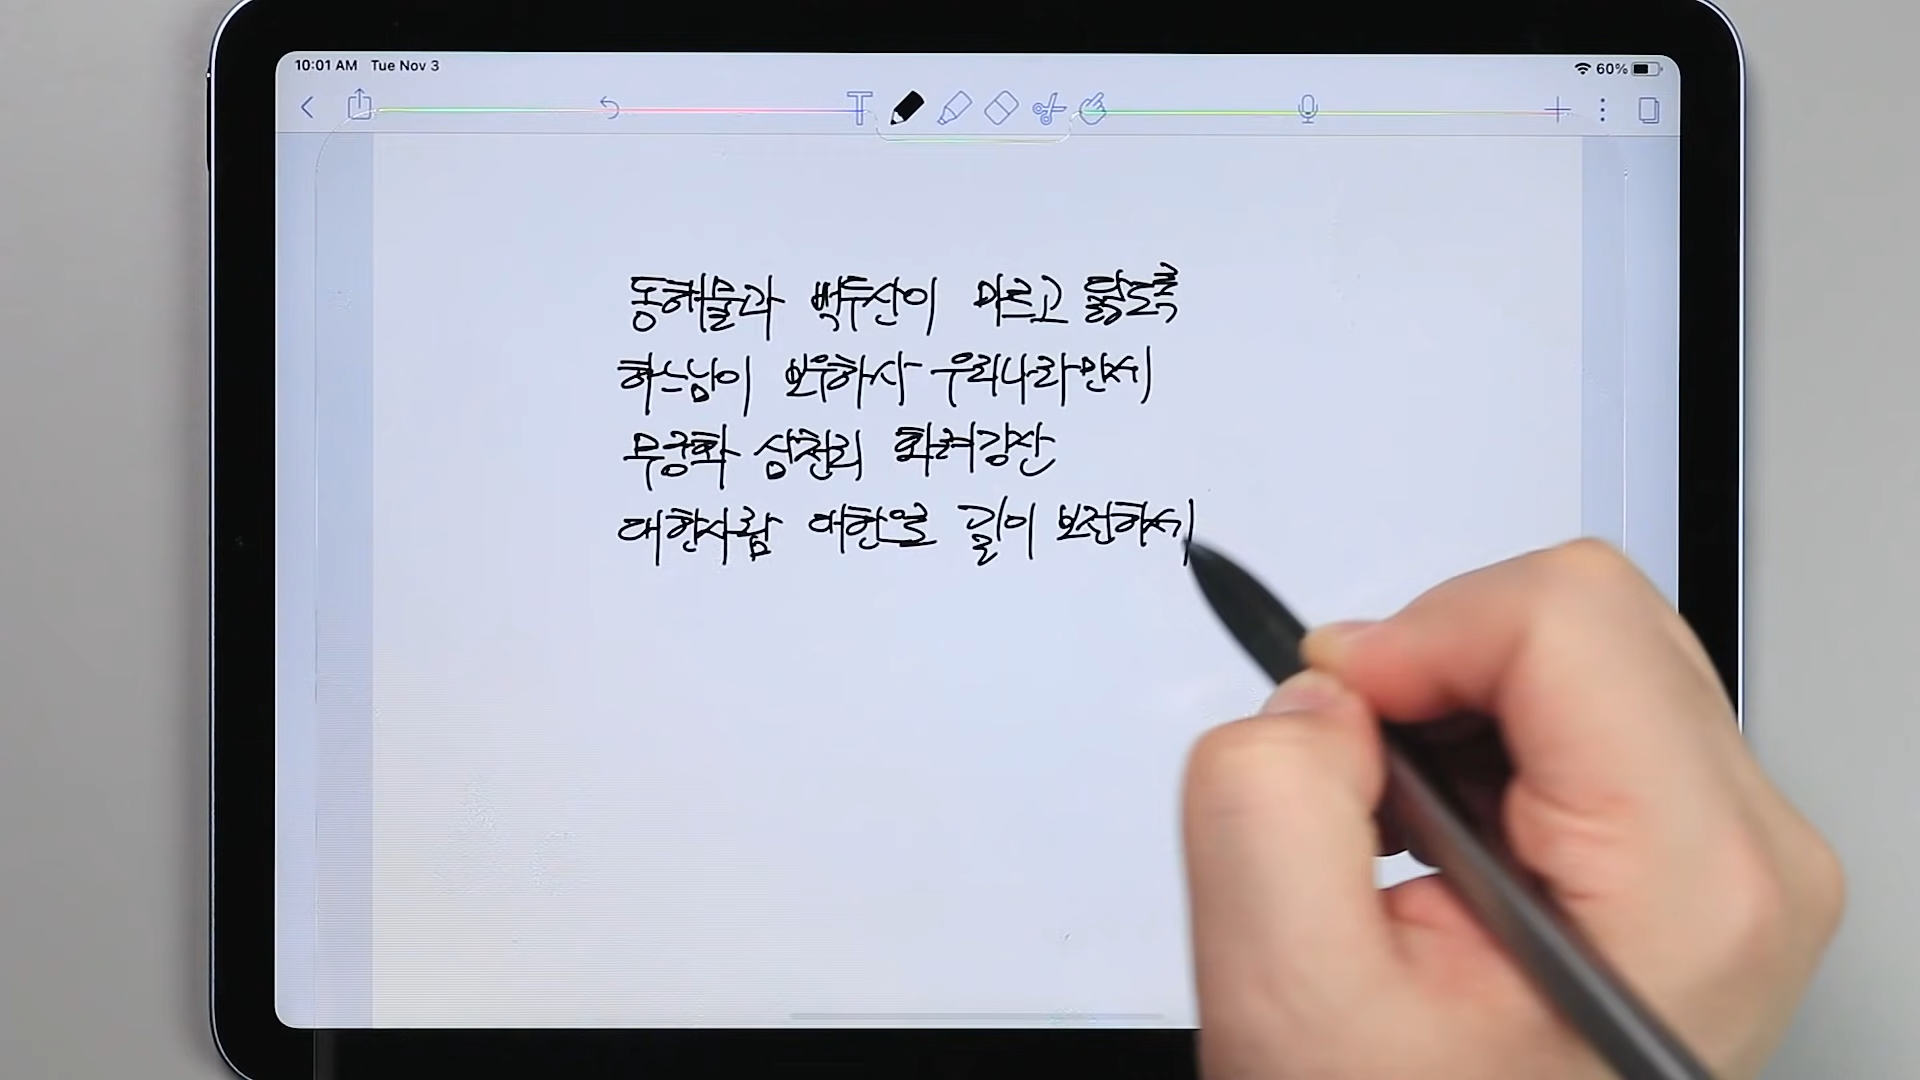 10:01 AM Tue Nov 3
60%
T
동해물과 백두산이 마르고 닳도록
하느님이 보우하사 우리나라만세
무궁화 삼천리 화려강산
대한사람 대한으로 길이 보전하세